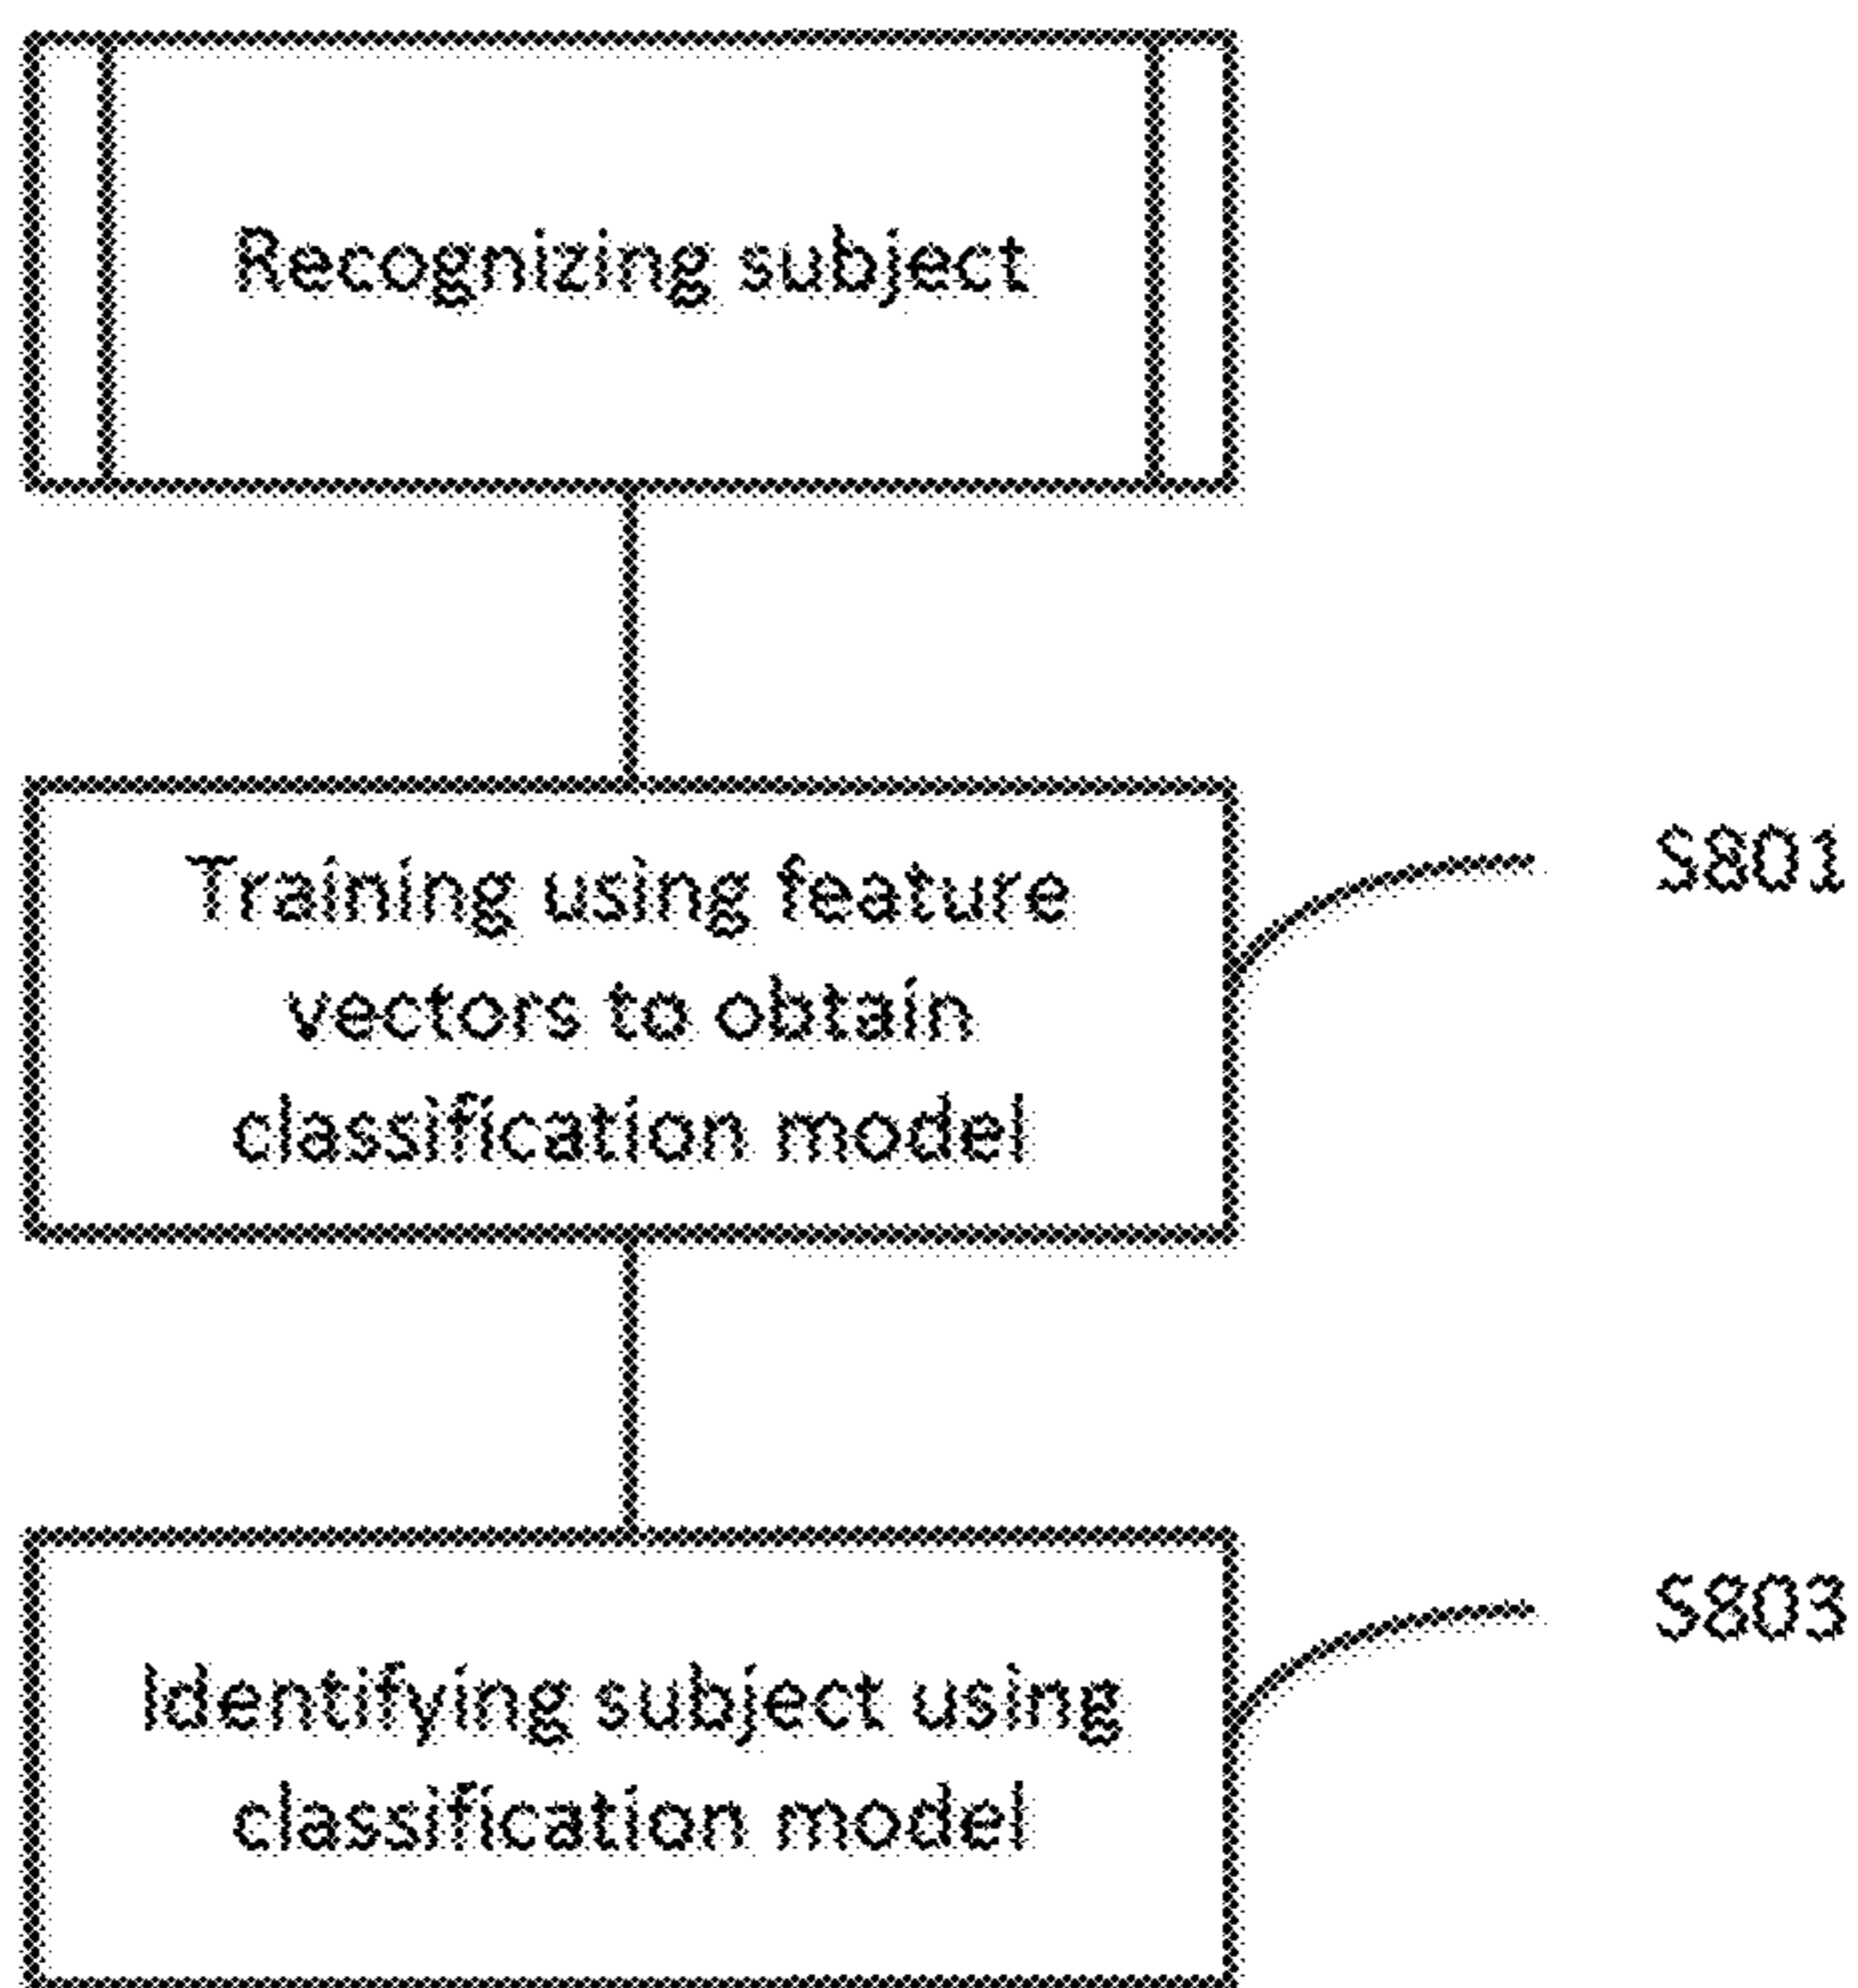 Recognizing subject
Training using feature
vectors to obtain
classification model
S801
Identifying subject using
classification model
S803